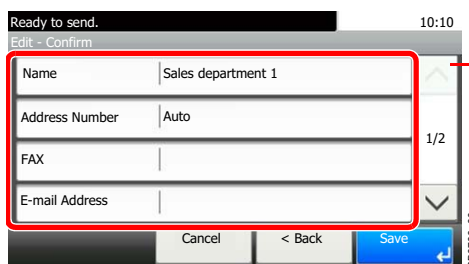 Ready to send. 10:10
Edit - Confirm
Name Sales department 1
Address Number Auto
1/2
FAX
E-mail Address
Cancel < Back Save